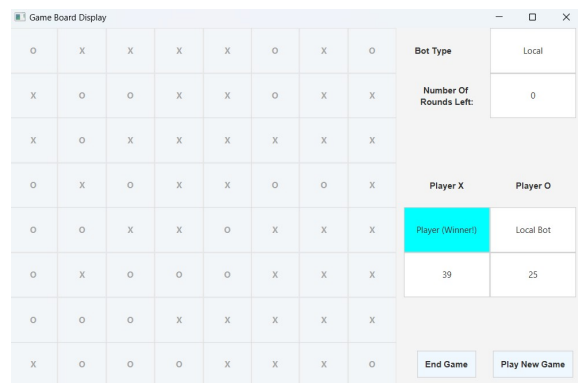 Game Board Display
O X X X X O X O
X O O X X O X X
X O X X X X X X
O X O X X O O X
O O X X O X X X
O X O O O X X X
O O O X X X X X
X O O O X X X O
Bot Type Local
Number Of
Rounds Left: 0
Player X Player O
Player (Winner!) Local Bot
39 25
End Game Play New Game